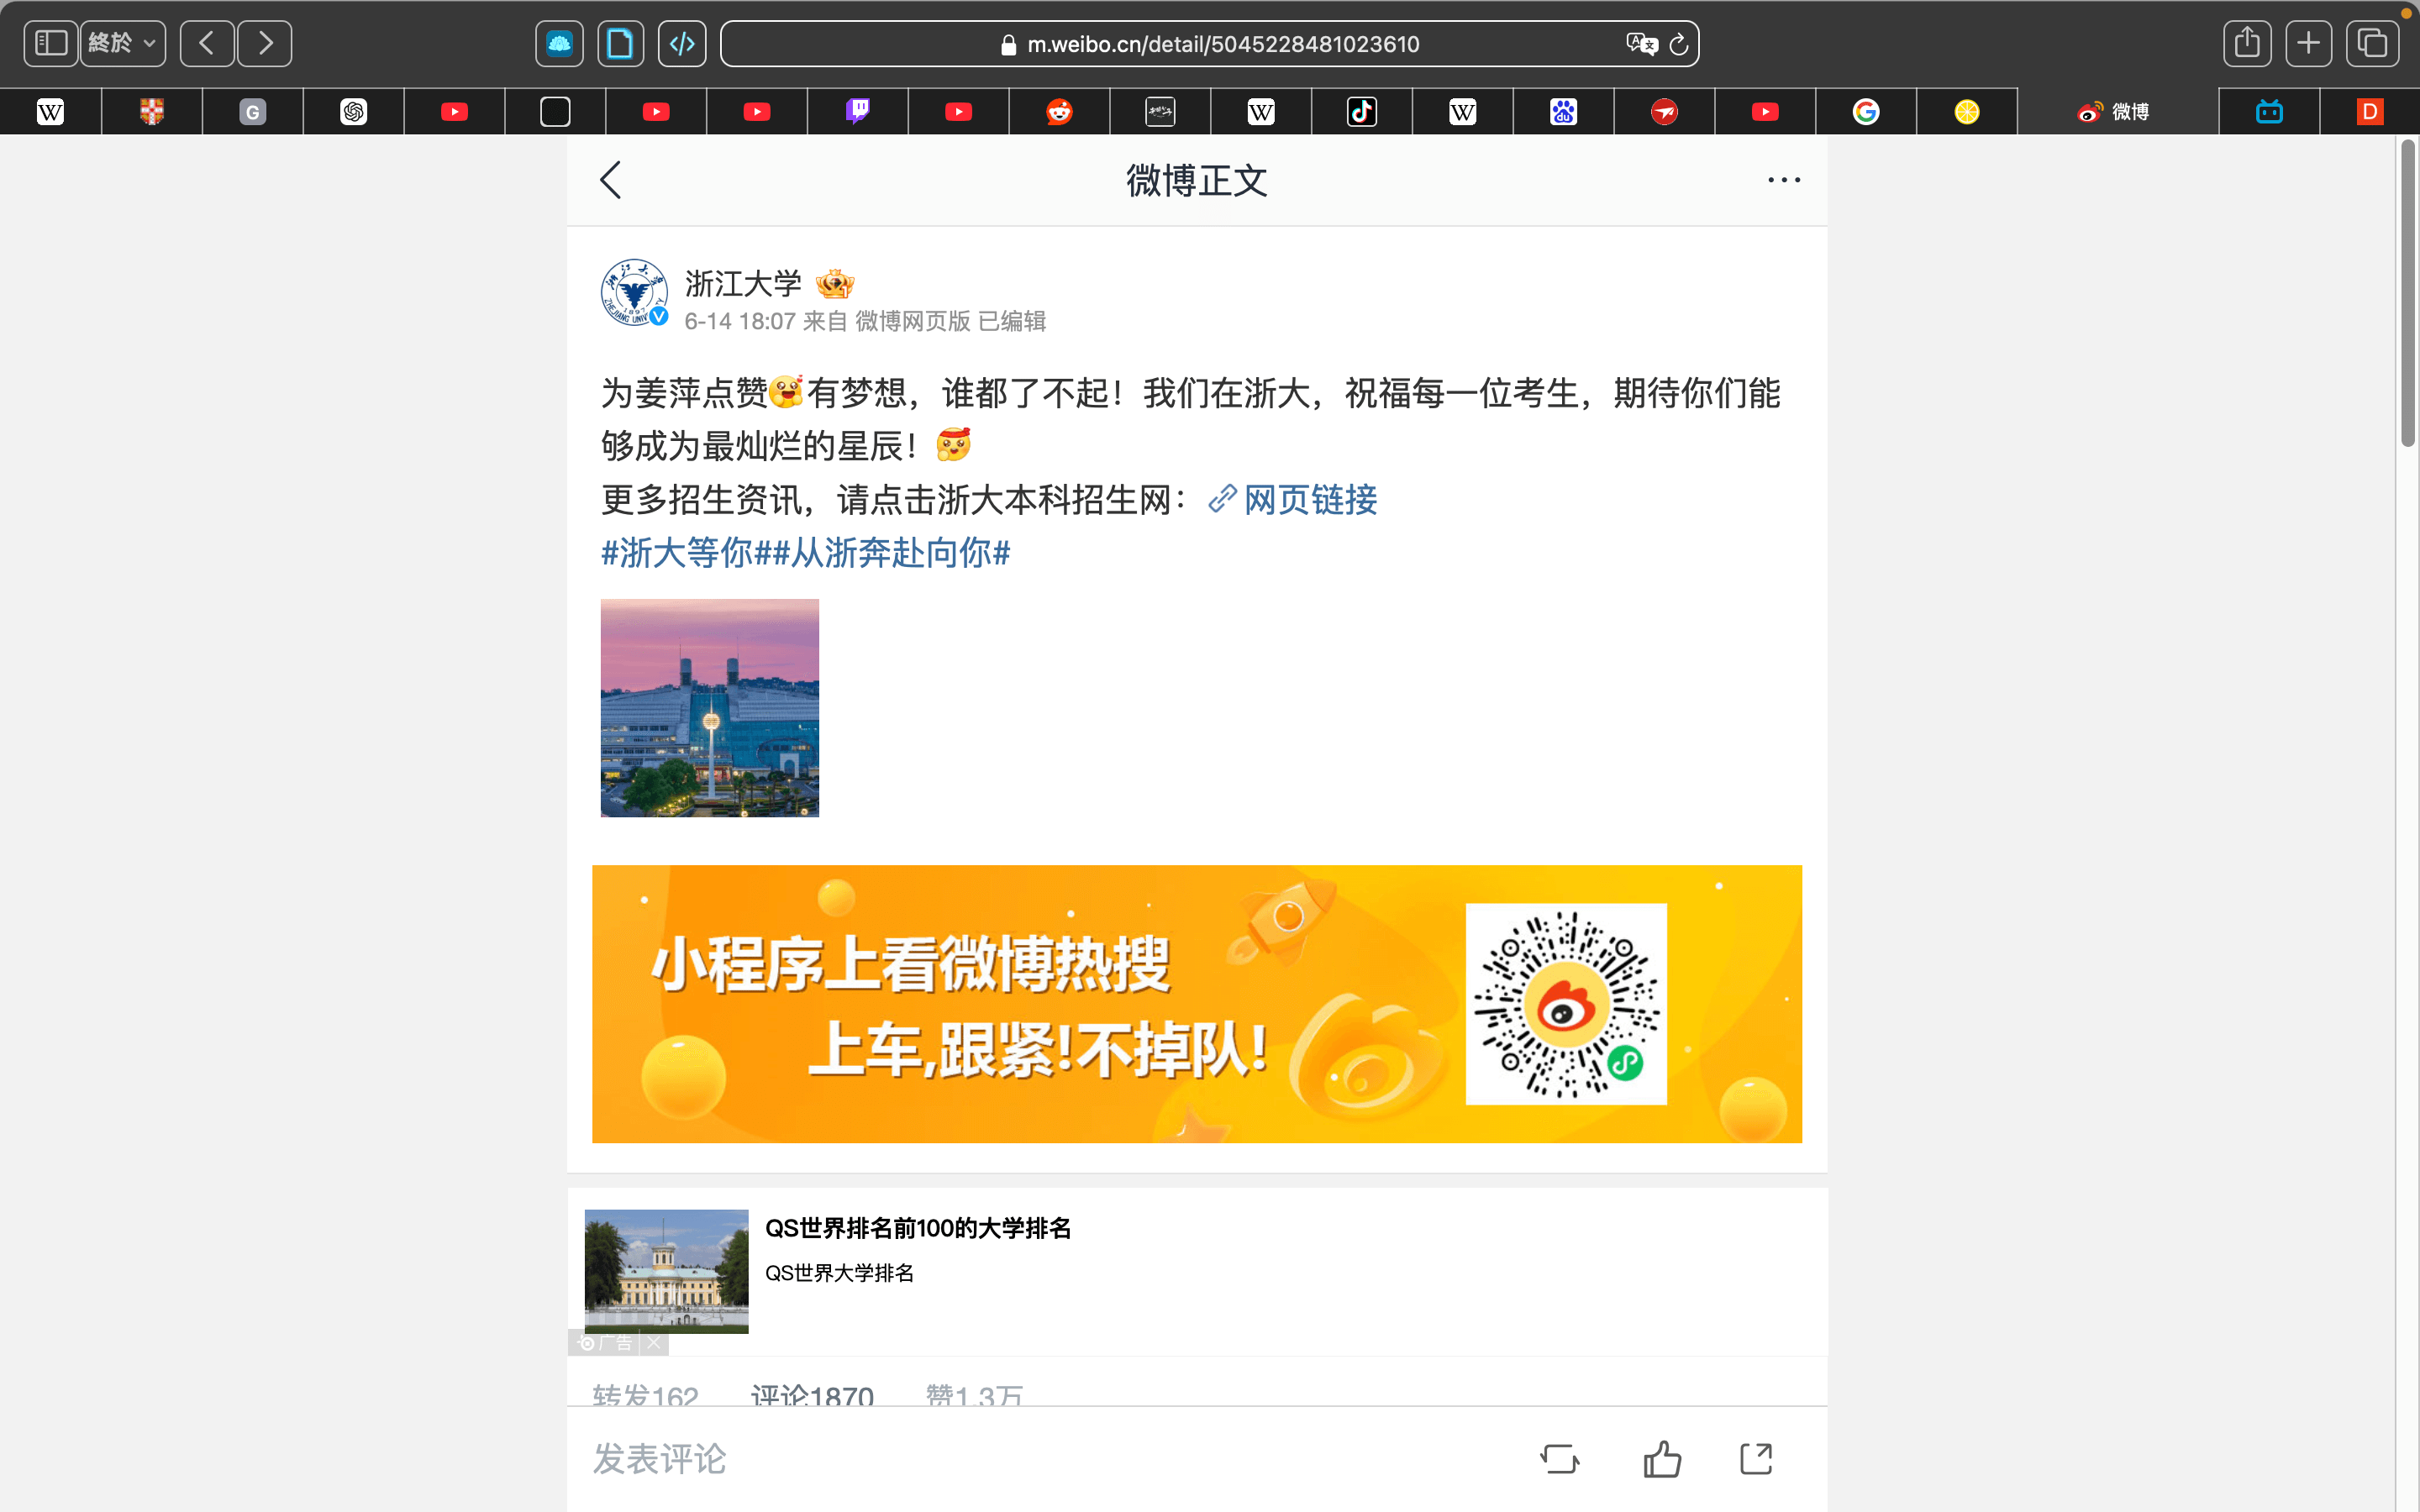 終於
m.weibo.cn/detail/5045228481023610
微博
微博正文
浙江大学
6-14 18:07 来自 微博网页版 已编辑
为姜萍点赞🥰有梦想，谁都了不起！我们在浙大，祝福每一位考生，期待你们能
够成为最灿烂的星辰！🥰
更多招生资讯，请点击浙大本科招生网： 网页链接
#浙大等你##从浙奔赴向你#
小程序上看微博热搜
上车,跟紧!不掉队!
QS世界排名前100的大学排名
QS世界大学排名
广告
转发162 评论1870 赞1.3万
发表评论